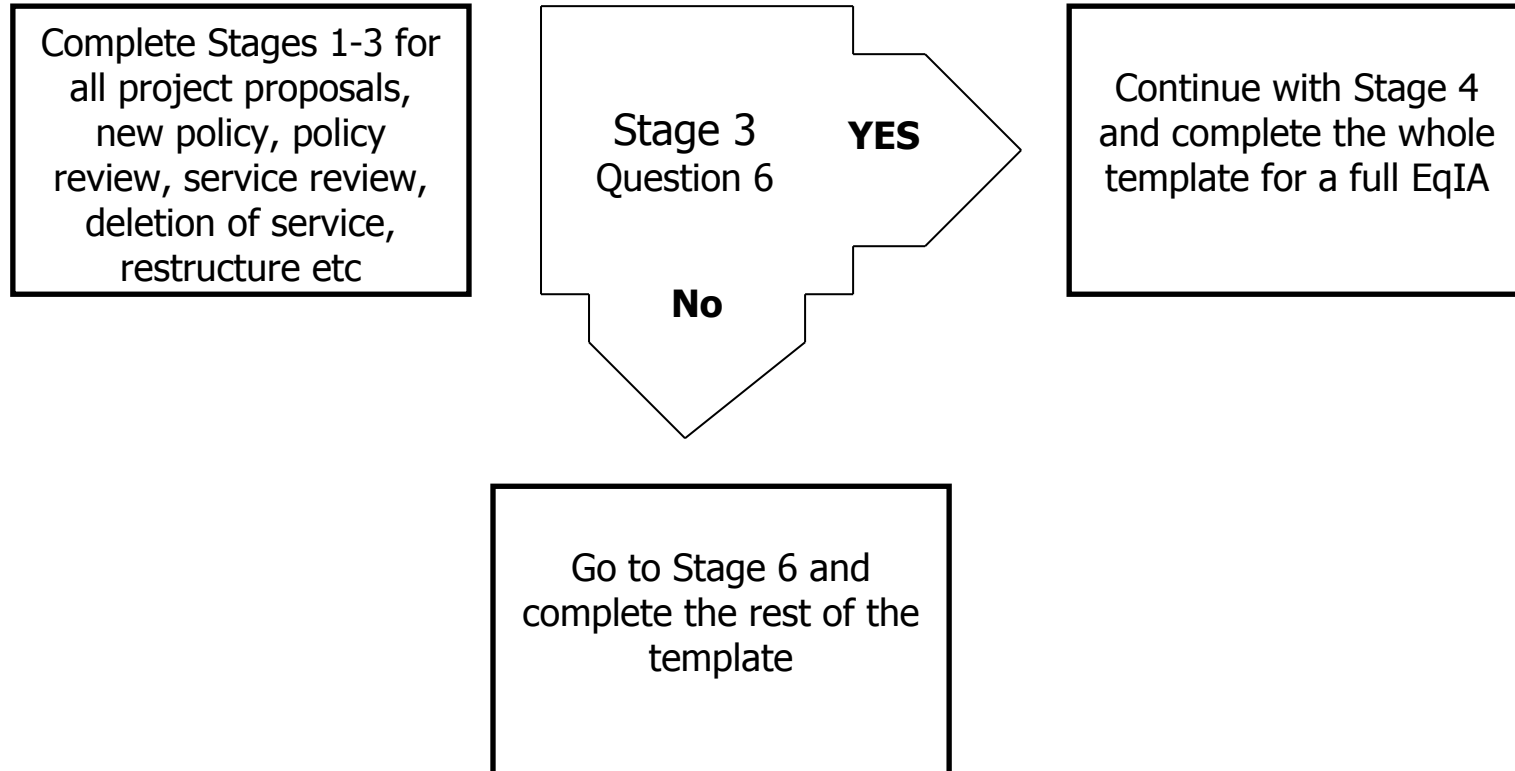 Complete Stages 1-3 for
all project proposals,
new policy, policy
review, service review,
deletion of service,
restructure etc
Stage 3
Question 6
YES
No
Continue with Stage 4
and complete the whole
template for a full EqIA
Go to Stage 6 and
complete the rest of the
template